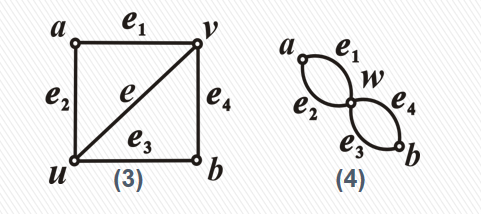 a e₁ v
e₂ e e₄
e₃
u (3) b
a e₁
w
e₂ e₄
e₃ b
(4)